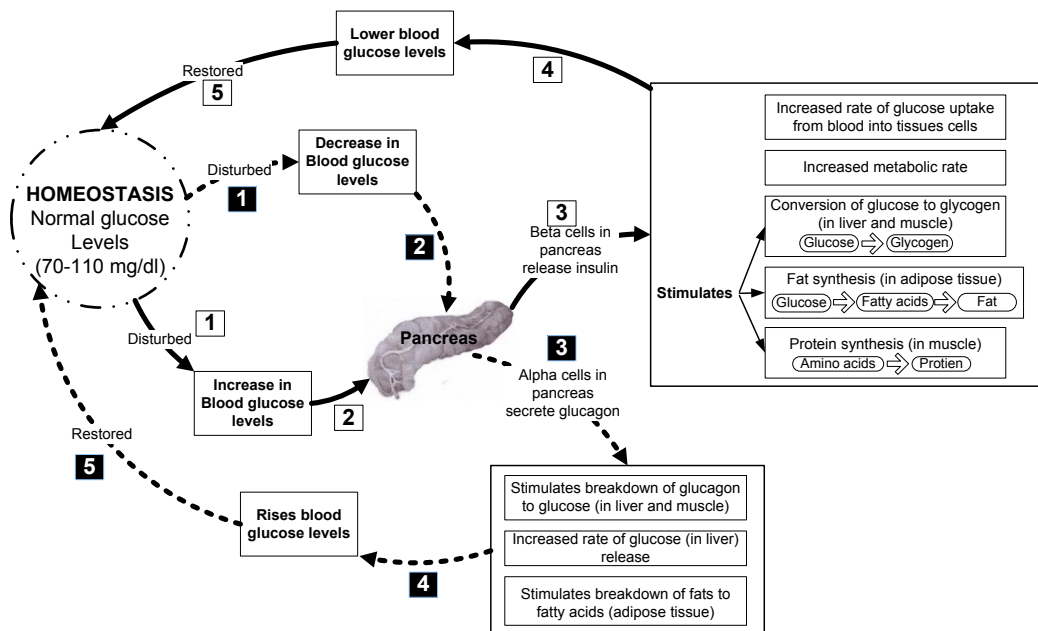 Lower blood
glucose levels
4
Restored
5
Increased rate of glucose uptake
from blood into tissues cells
Increased metabolic rate
Conversion of glucose to glycogen
(in liver and muscle)
Glucose Glycogen
Stimulates
Fat synthesis (in adipose tissue)
Glucose Fatty acids Fat
Protein synthesis (in muscle)
Amino acids Protien
Decrease in
Blood glucose
levels
Disturbed
1
HOMEOSTASIS
Normal glucose
Levels
(70-110 mg/dl)
2
3
Beta cells in
pancreas
release insulin
1
Disturbed
Pancreas
Increase in
Blood glucose
levels
2
3
Alpha cells in
pancreas
secrete glucagon
Restored
5
Rises blood
glucose levels
4
Stimulates breakdown of glucagon
to glucose (in liver and muscle)
Increased rate of glucose (in liver)
release
Stimulates breakdown of fats to
fatty acids (adipose tissue)